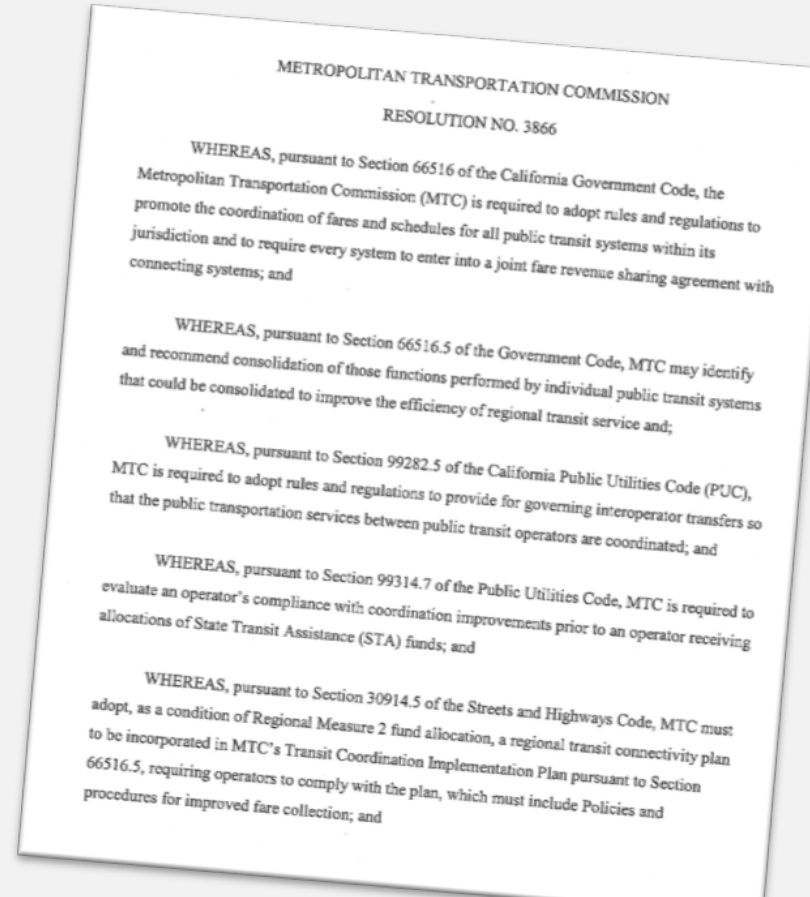 METROPOLITAN TRANSPORTATION COMMISSION
RESOLUTION NO. 3866
WHEREAS, pursuant to Section 66516 of the California Government Code, the
Metropolitan Transportation Commission (MTC) is required to adopt rules and regulations to
promote the coordination of fares and schedules for all public transit systems within its
jurisdiction and to require every system to enter into a joint fare revenue sharing agreement with
connecting systems; and
WHEREAS, pursuant to Section 66516.5 of the Government Code, MTC may identify
and recommend consolidation of those functions performed by individual public transit systems
that could be consolidated to improve the efficiency of regional transit service and;
WHEREAS, pursuant to Section 99282.5 of the California Public Utilities Code (PUC),
MTC is required to adopt rules and regulations to provide for governing interoperator transfers so
that the public transportation services between public transit operators are coordinated; and
WHEREAS, pursuant to Section 99314.7 of the Public Utilities Code, MTC is required to
evaluate an operator's compliance with coordination improvements prior to an operator receiving
allocations of State Transit Assistance (STA) funds; and
WHEREAS, pursuant to Section 30914.5 of the Streets and Highways Code, MTC must
adopt, as a condition of Regional Measure 2 fund allocation, a regional transit connectivity plan
to be incorporated in MTC's Transit Coordination Implementation Plan pursuant to Section
66516.5, requiring operators to comply with the plan, which must include Policies and
procedures for improved fare collection; and